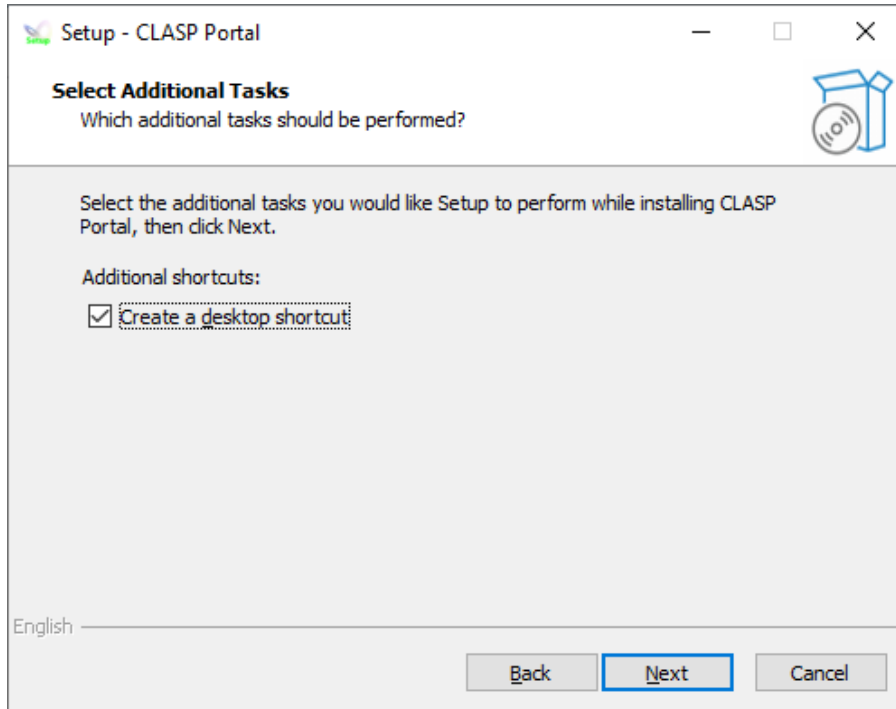 Setup - CLASP Portal
Select Additional Tasks
Which additional tasks should be performed?
Select the additional tasks you would like Setup to perform while installing CLASP
Portal, then click Next.
Additional shortcuts:
Create a desktop shortcut
English
Back Next Cancel